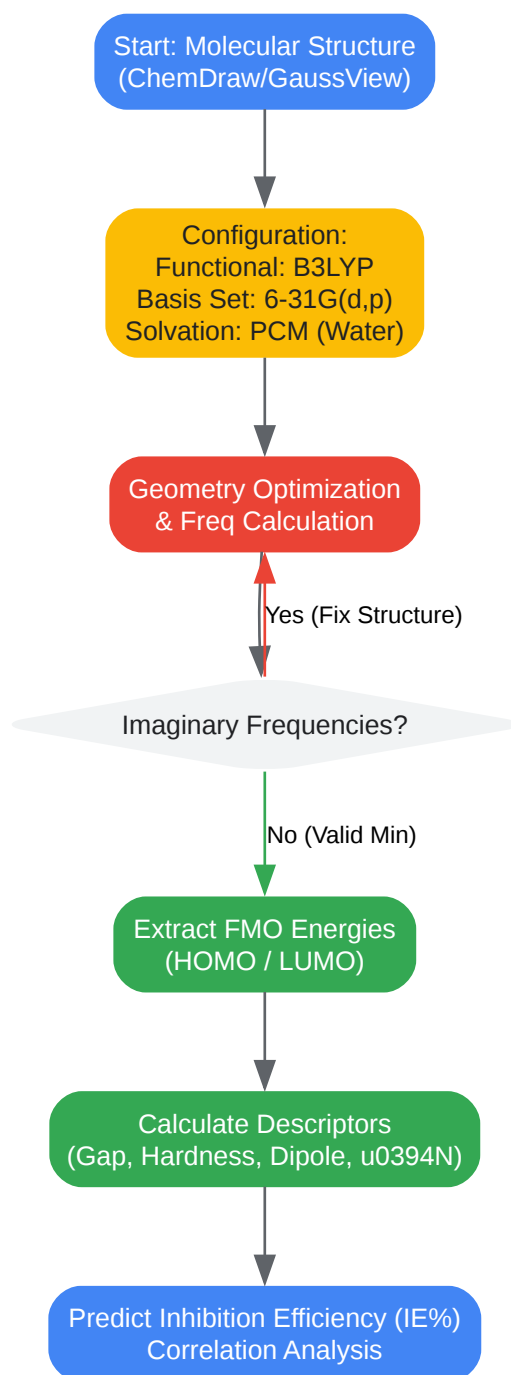 Start: Molecular Structure
(ChemDraw/GaussView)
Configuration:
Functional: B3LYP
Basis Set: 6-31G(d,p)
Solvation: PCM (Water)
Geometry Optimization
& Freq Calculation
Yes (Fix Structure)
Imaginary Frequencies?
No (Valid Min)
Extract FMO Energies
(HOMO / LUMO)
Calculate Descriptors
(Gap, Hardness, Dipole, u0394N)
Predict Inhibition Efficiency (IE%)
Correlation Analysis